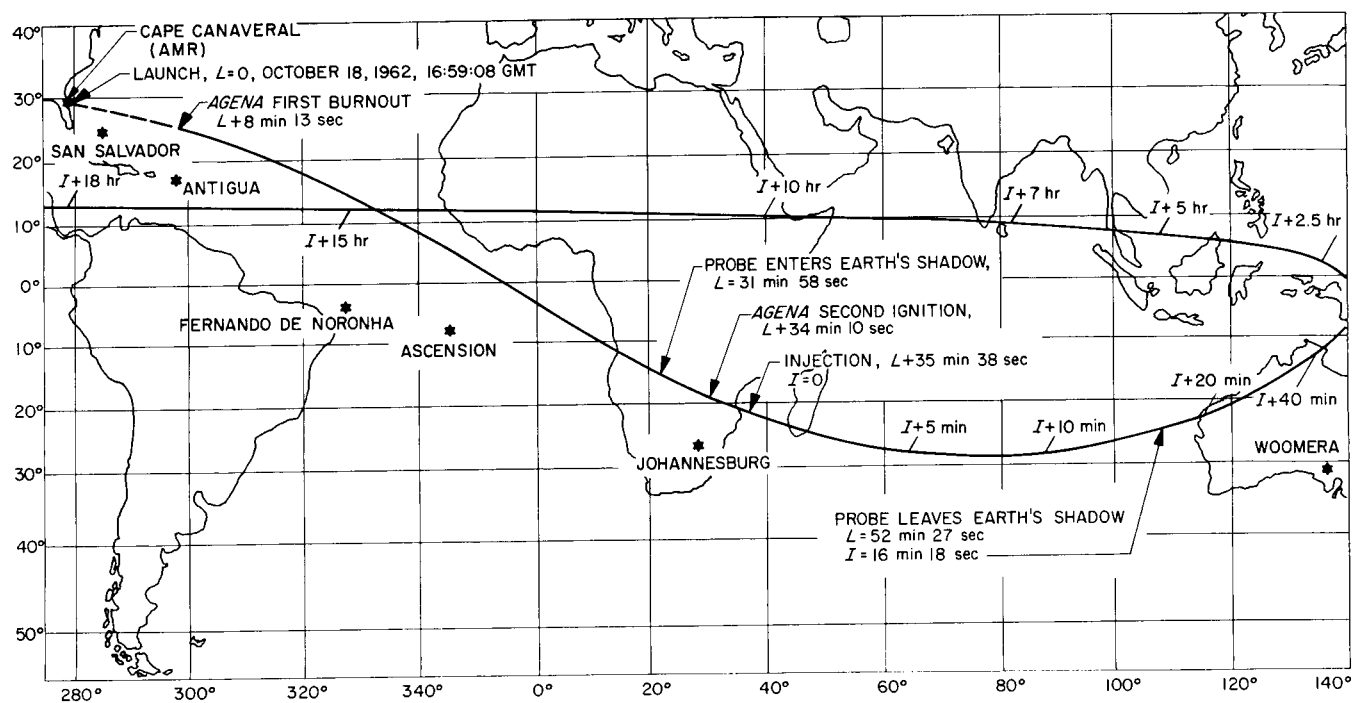 40°
30°
20°
10°
0°
10°
20°
30°
40°
50°
CAPE CANAVERAL
(AMR)
LAUNCH, L=0, OCTOBER 18, 1962, 16:59:08 GMT
AGENA FIRST BURNOUT
L+8 min 13 sec
SAN SALVADOR
I+18 hr
ANTIGUA
I+10 hr
I+7 hr
I+5 hr
I+2.5 hr
I+15 hr
PROBE ENTERS EARTH'S SHADOW,
L=31 min 58 sec
FERNANDO DE NORONHA
ASCENSION
AGENA SECOND IGNITION,
L+34 min 10 sec
INJECTION, L+35 min 38 sec
I=0
I+20 min
I+40 min
I+5 min
I+10 min
JOHANNESBURG
WOOMERA
PROBE LEAVES EARTH'S SHADOW
L=52 min 27 sec
I=16 min 18 sec
280° 300° 320° 340° 0° 20° 40° 60° 80° 100° 120° 140°